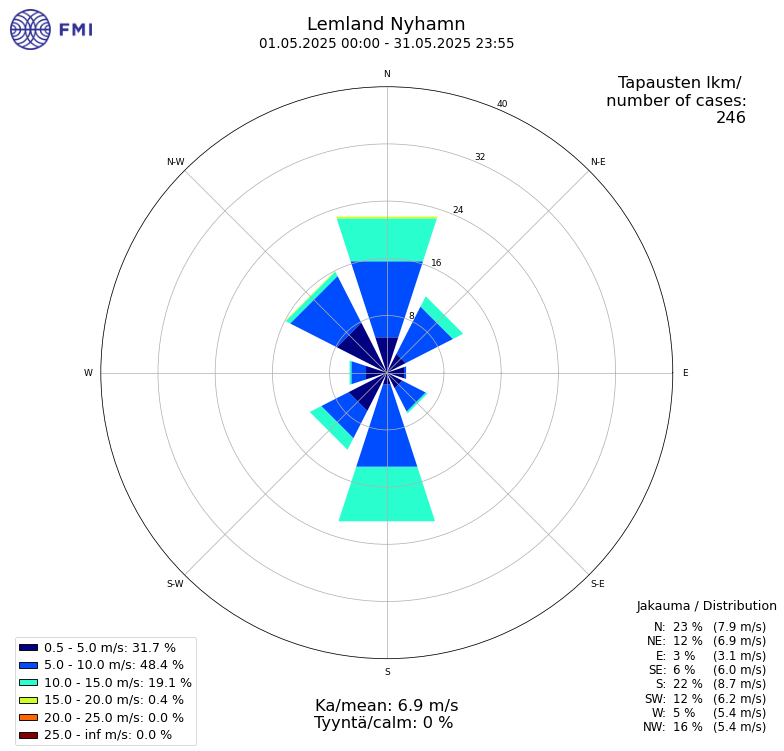 FMI
Lemland Nyhamn
01.05.2025 00:00 - 31.05.2025 23:55
Tapausten lkm/
number of cases:
246
N
40
N-W
32
N-E
24
16
8
W
E
S-W
S-E
S
Jakauma / Distribution
N: 23 % (7.9 m/s)
NE: 12 % (6.9 m/s)
E: 3 % (3.1 m/s)
SE: 6 % (6.0 m/s)
S: 22 % (8.7 m/s)
SW: 12 % (6.2 m/s)
W: 5 % (5.4 m/s)
NW: 16 % (5.4 m/s)
0.5 - 5.0 m/s: 31.7 %
5.0 - 10.0 m/s: 48.4 %
10.0 - 15.0 m/s: 19.1 %
15.0 - 20.0 m/s: 0.4 %
20.0 - 25.0 m/s: 0.0 %
25.0 - inf m/s: 0.0 %
Ka/mean: 6.9 m/s
Tyyntä/calm: 0 %